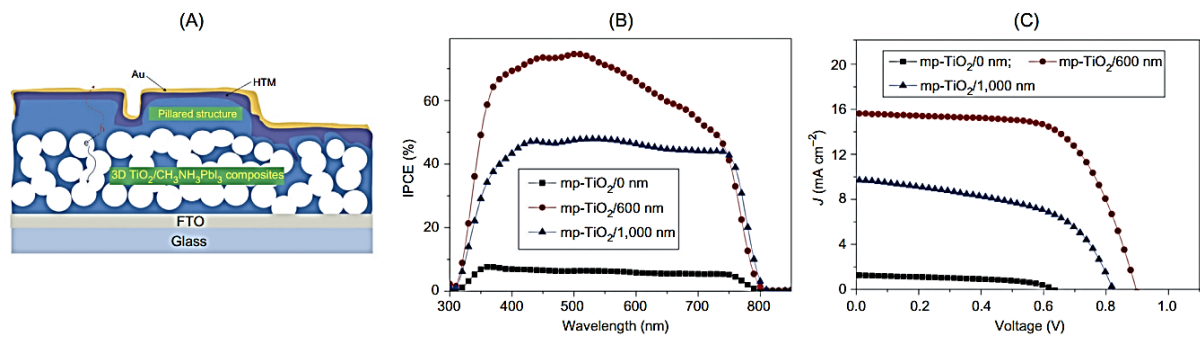 (A)
Au
HTM
Pillared structure
3D TiO₂/CH₃NH₃PbI₃ composites
FTO
Glass
(B)
IPCE (%)
60
40
20
0
mp-TiO₂/0 nm
mp-TiO₂/600 nm
mp-TiO₂/1,000 nm
300 400 500 600 700 800
Wavelength (nm)
(C)
J (mA cm⁻²)
20
16
12
8
4
0
mp-TiO₂/0 nm; mp-TiO₂/600 nm
mp-TiO₂/1,000 nm
0.0 0.2 0.4 0.6 0.8 1.0
Voltage (V)